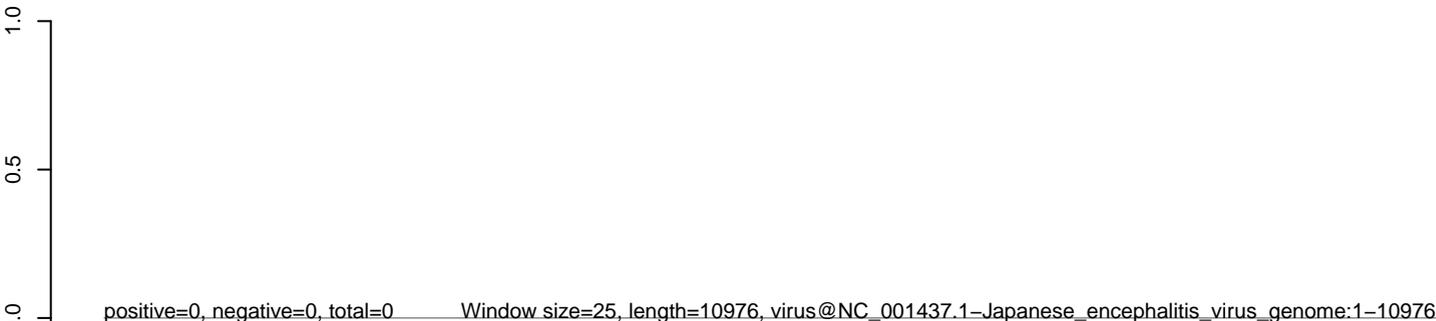 1.0
0.5
.0
positive=0, negative=0, total=0
Window size=25, length=10976, virus@NC_001437.1−Japanese_encephalitis_virus_genome:1−10976